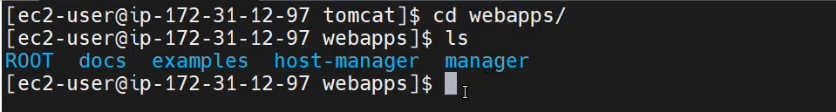 [ec2-user@ip-172-31-12-97 tomcat]$ cd webapps/
[ec2-user@ip-172-31-12-97 webapps]$ ls
ROOT  docs  examples  host-manager  manager
[ec2-user@ip-172-31-12-97 webapps]$